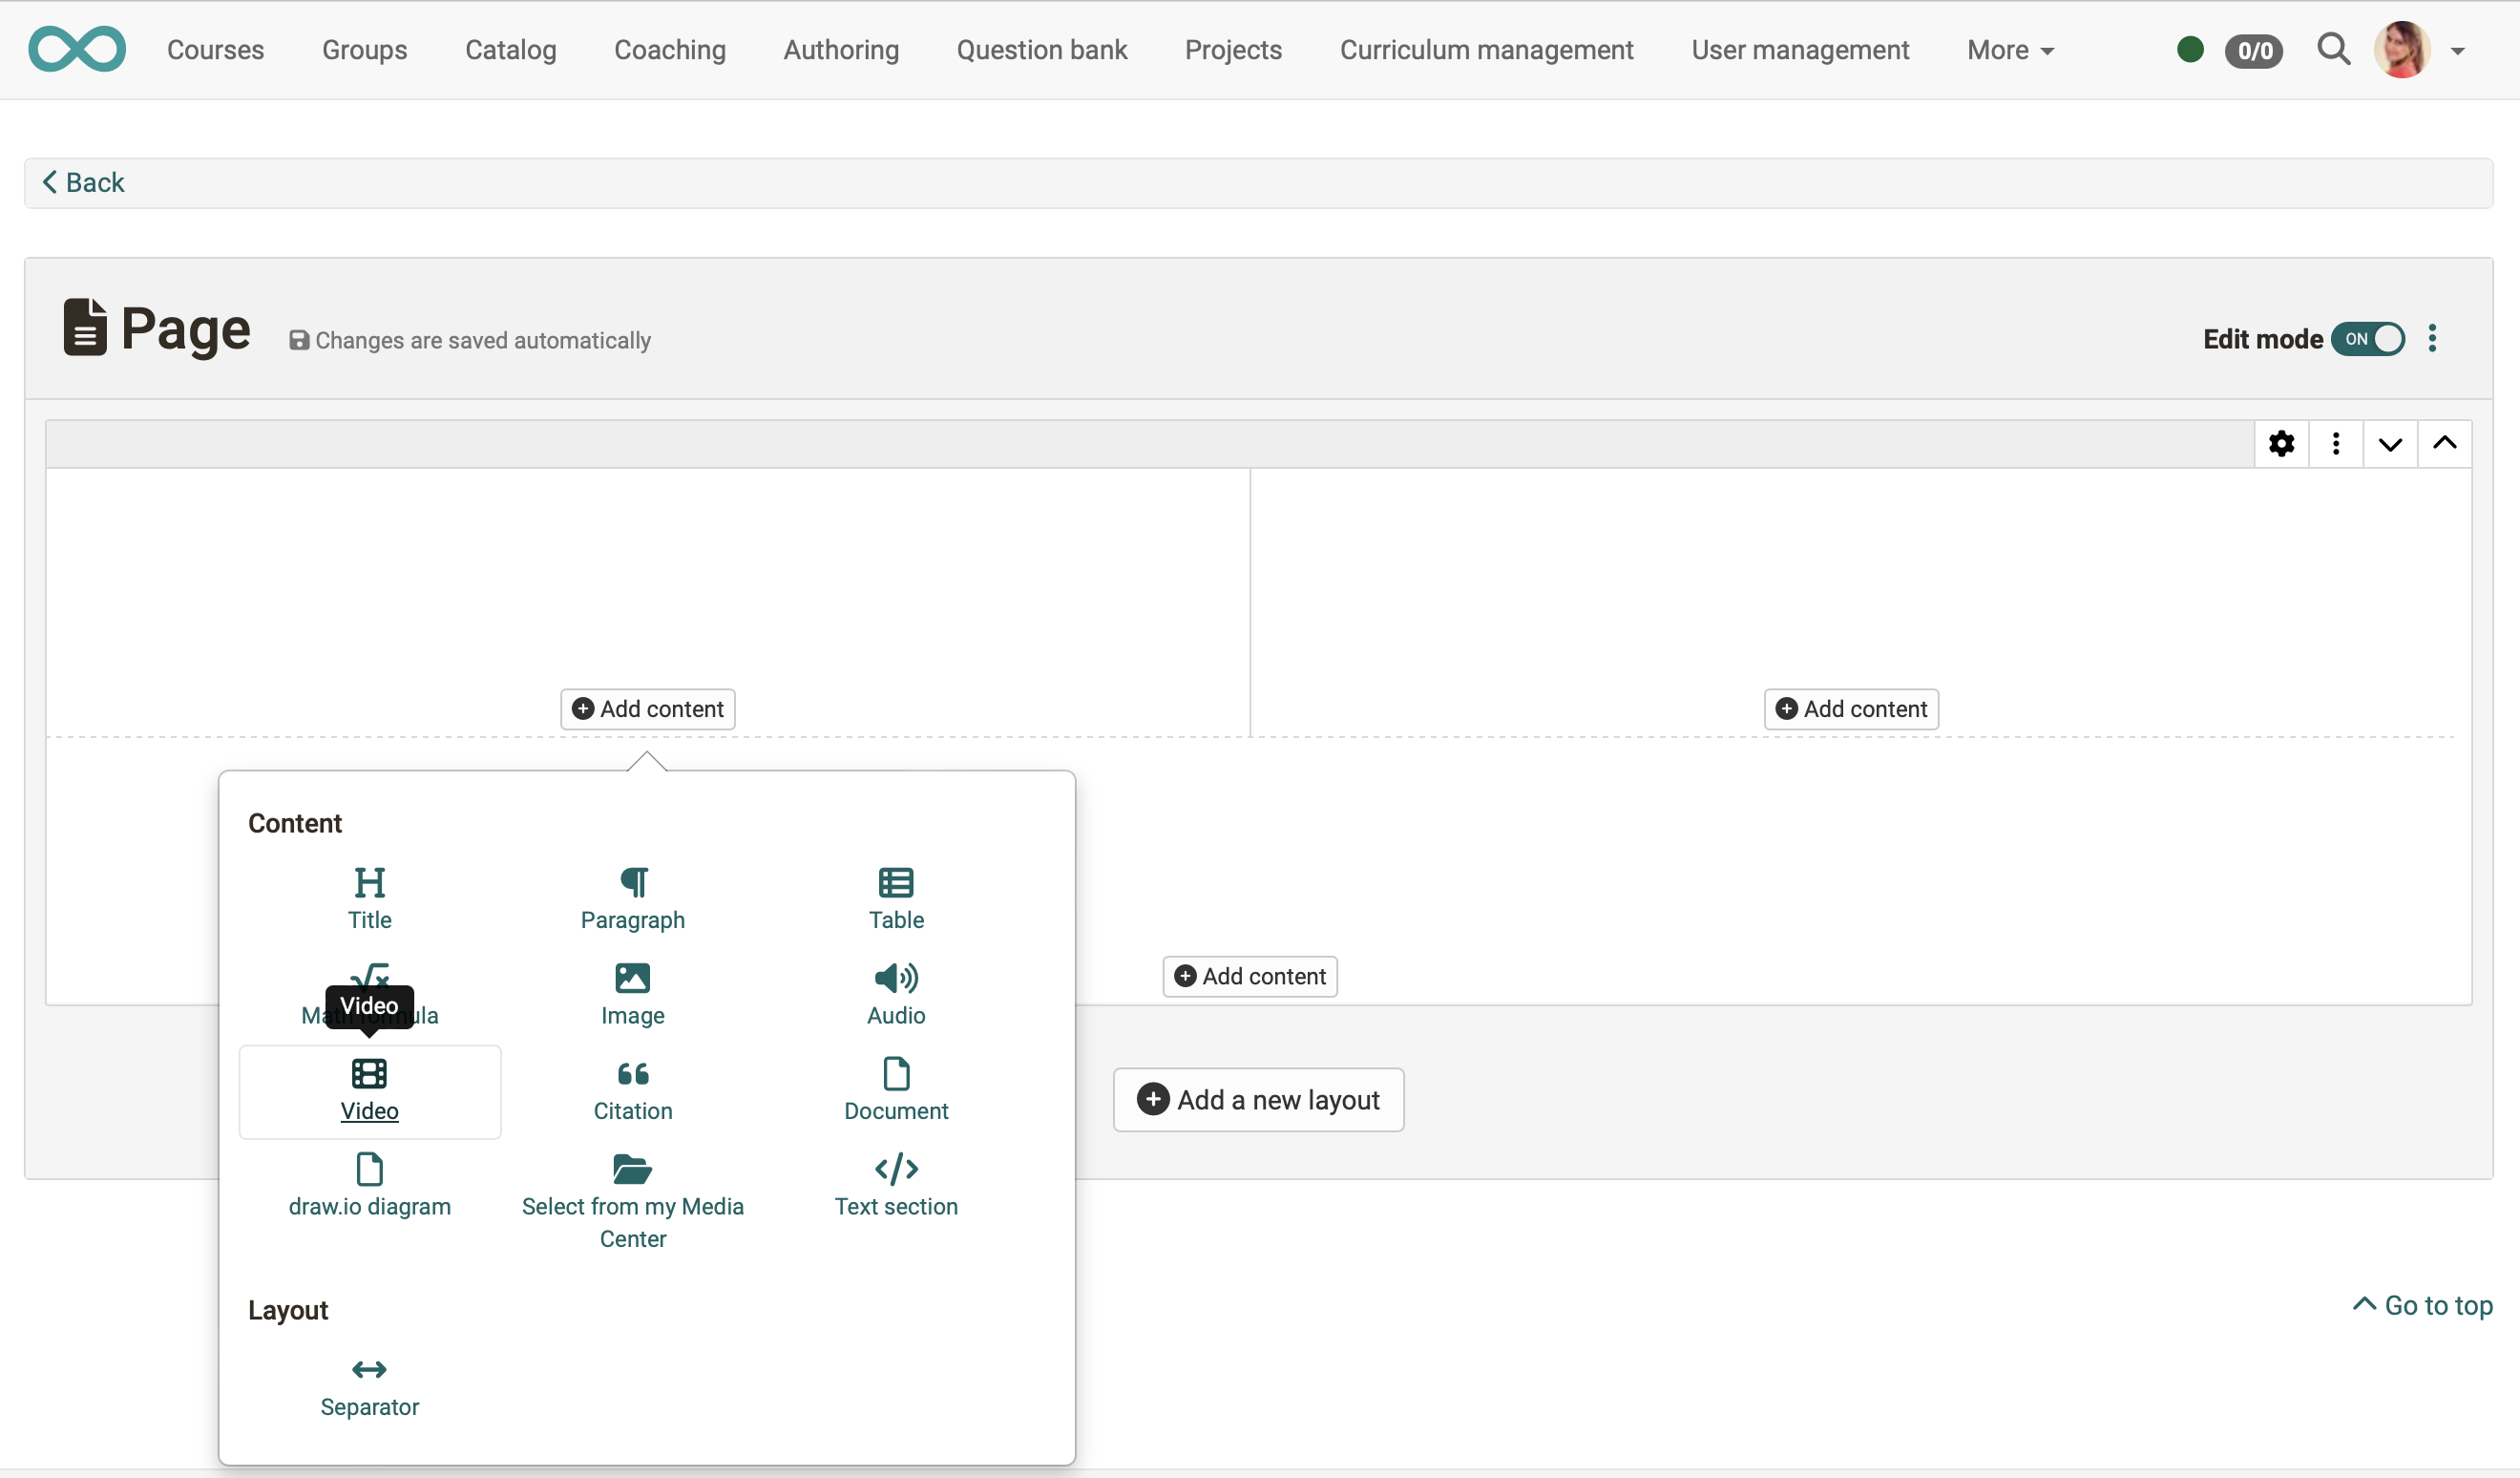 Courses Groups Catalog Coaching Authoring Question bank Projects Curriculum management User management More 0/0
Back
Page Changes are saved automatically Edit mode ON
Add content Add content
Content
Title Paragraph Table
Image Audio
Video
Add content
Video Citation Document
Add a new layout
draw.io diagram Select from my Media Center Text section
Layout
Go to top
Separator